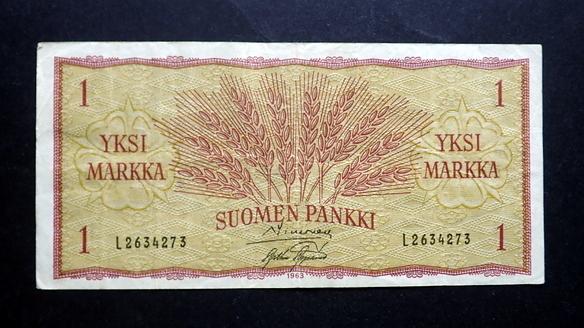 1 1
YKSI YKSI
MARKKA MARKKA
SUOMEN PANKKI
L2634273 L2634273
1 1
1963